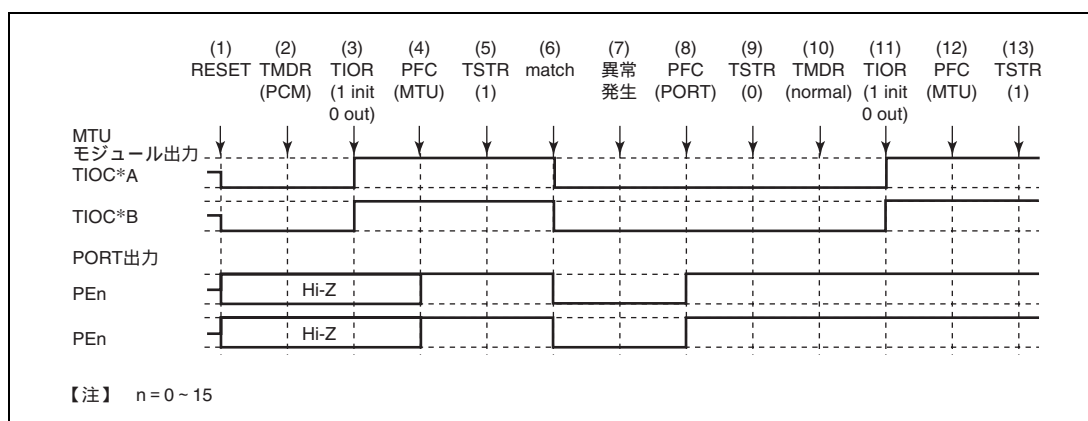 (1) (2) (3) (4) (5) (6) (7) (8) (9) (10) (11) (12) (13)
RESET TMDR TIOR PFC TSTR match 異常 PFC TSTR TMDR TIOR PFC TSTR
(PCM) (1 init (MTU) (1) 発生 (PORT) (0) (normal) (1 init (MTU) (1)
0 out) 0 out)
MTU
モジュール出力
TIOC*A
TIOC*B
PORT出力
PEn Hi-Z
PEn Hi-Z
【注】 n = 0 ~ 15